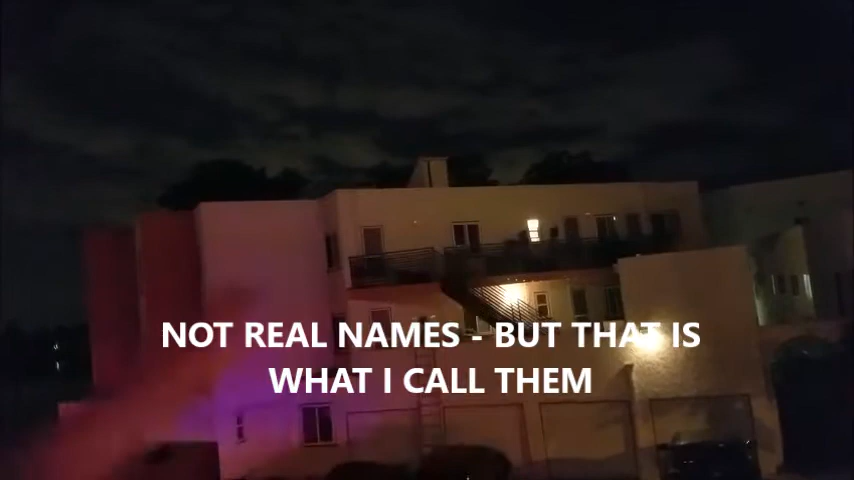 NOT REAL NAMES - BUT THAT IS
WHAT I CALL THEM